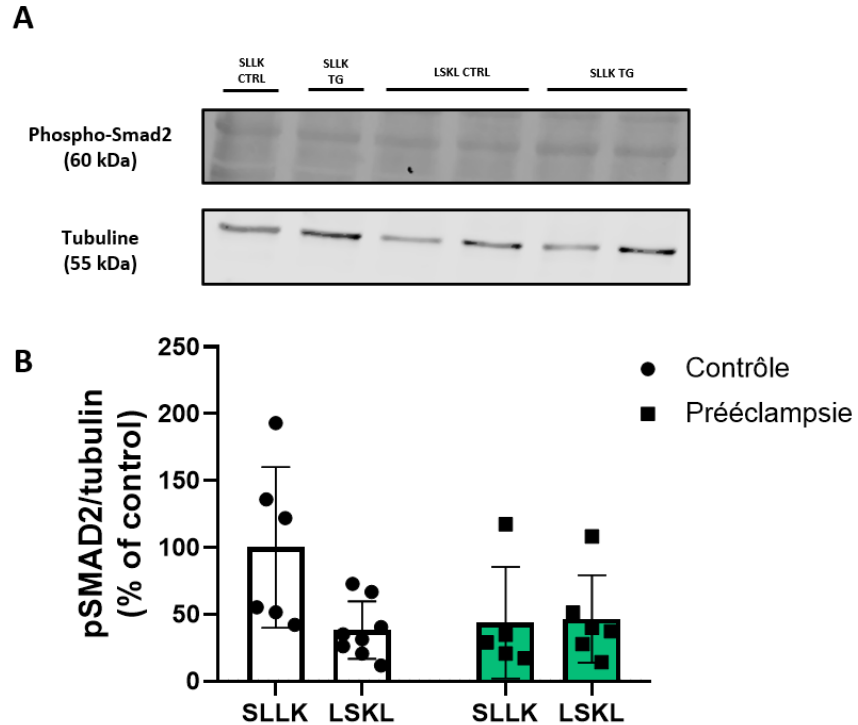 A
SLLK
CTRL
SLLK
TG
LSKL CTRL
SLLK TG
Phospho-Smad2
(60 kDa)
Tubuline
(55 kDa)
B
pSMAD2/tubulin
(% of control)
250
200
150
100
50
0
SLLK
LSKL
SLLK
LSKL
Contrôle
Prééclampsie